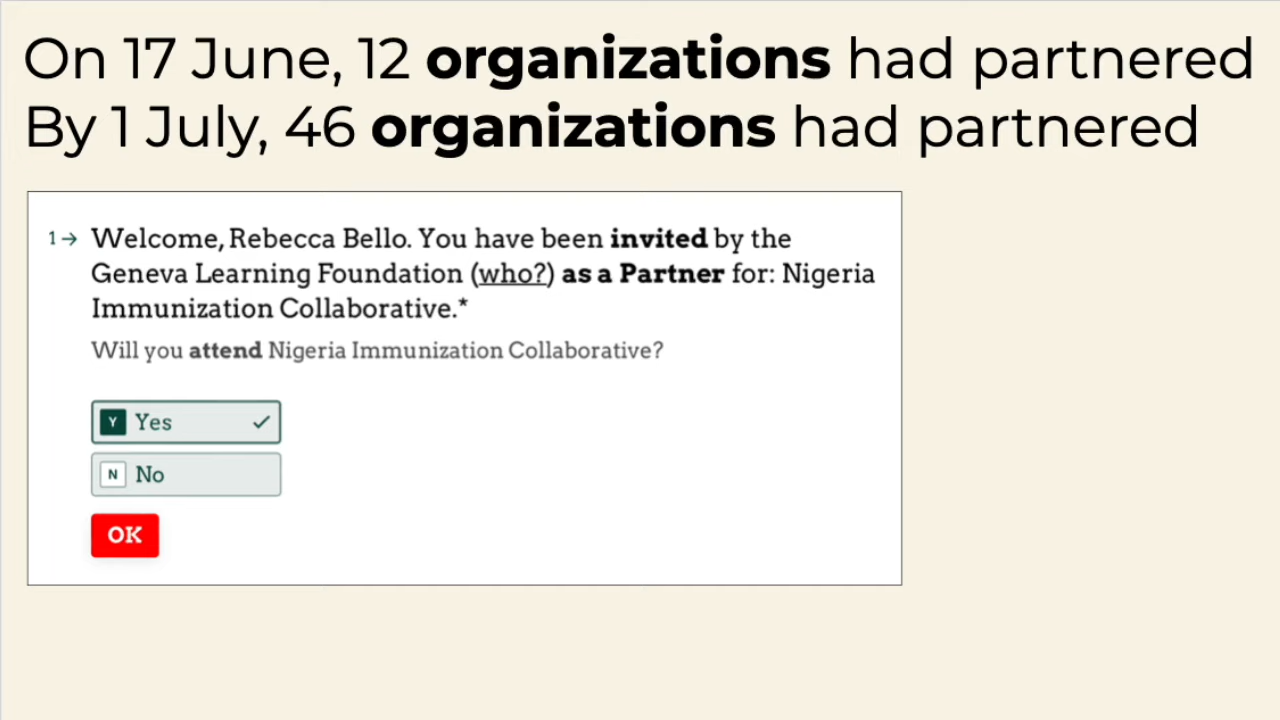 On 17 June, 12 organizations had partnered
By 1 July, 46 organizations had partnered
1→ Welcome, Rebecca Bello. You have been invited by the
Geneva Learning Foundation (who?) as a Partner for: Nigeria
Immunization Collaborative.*
Will you attend Nigeria Immunization Collaborative?
Y Yes ✓
N No
OK